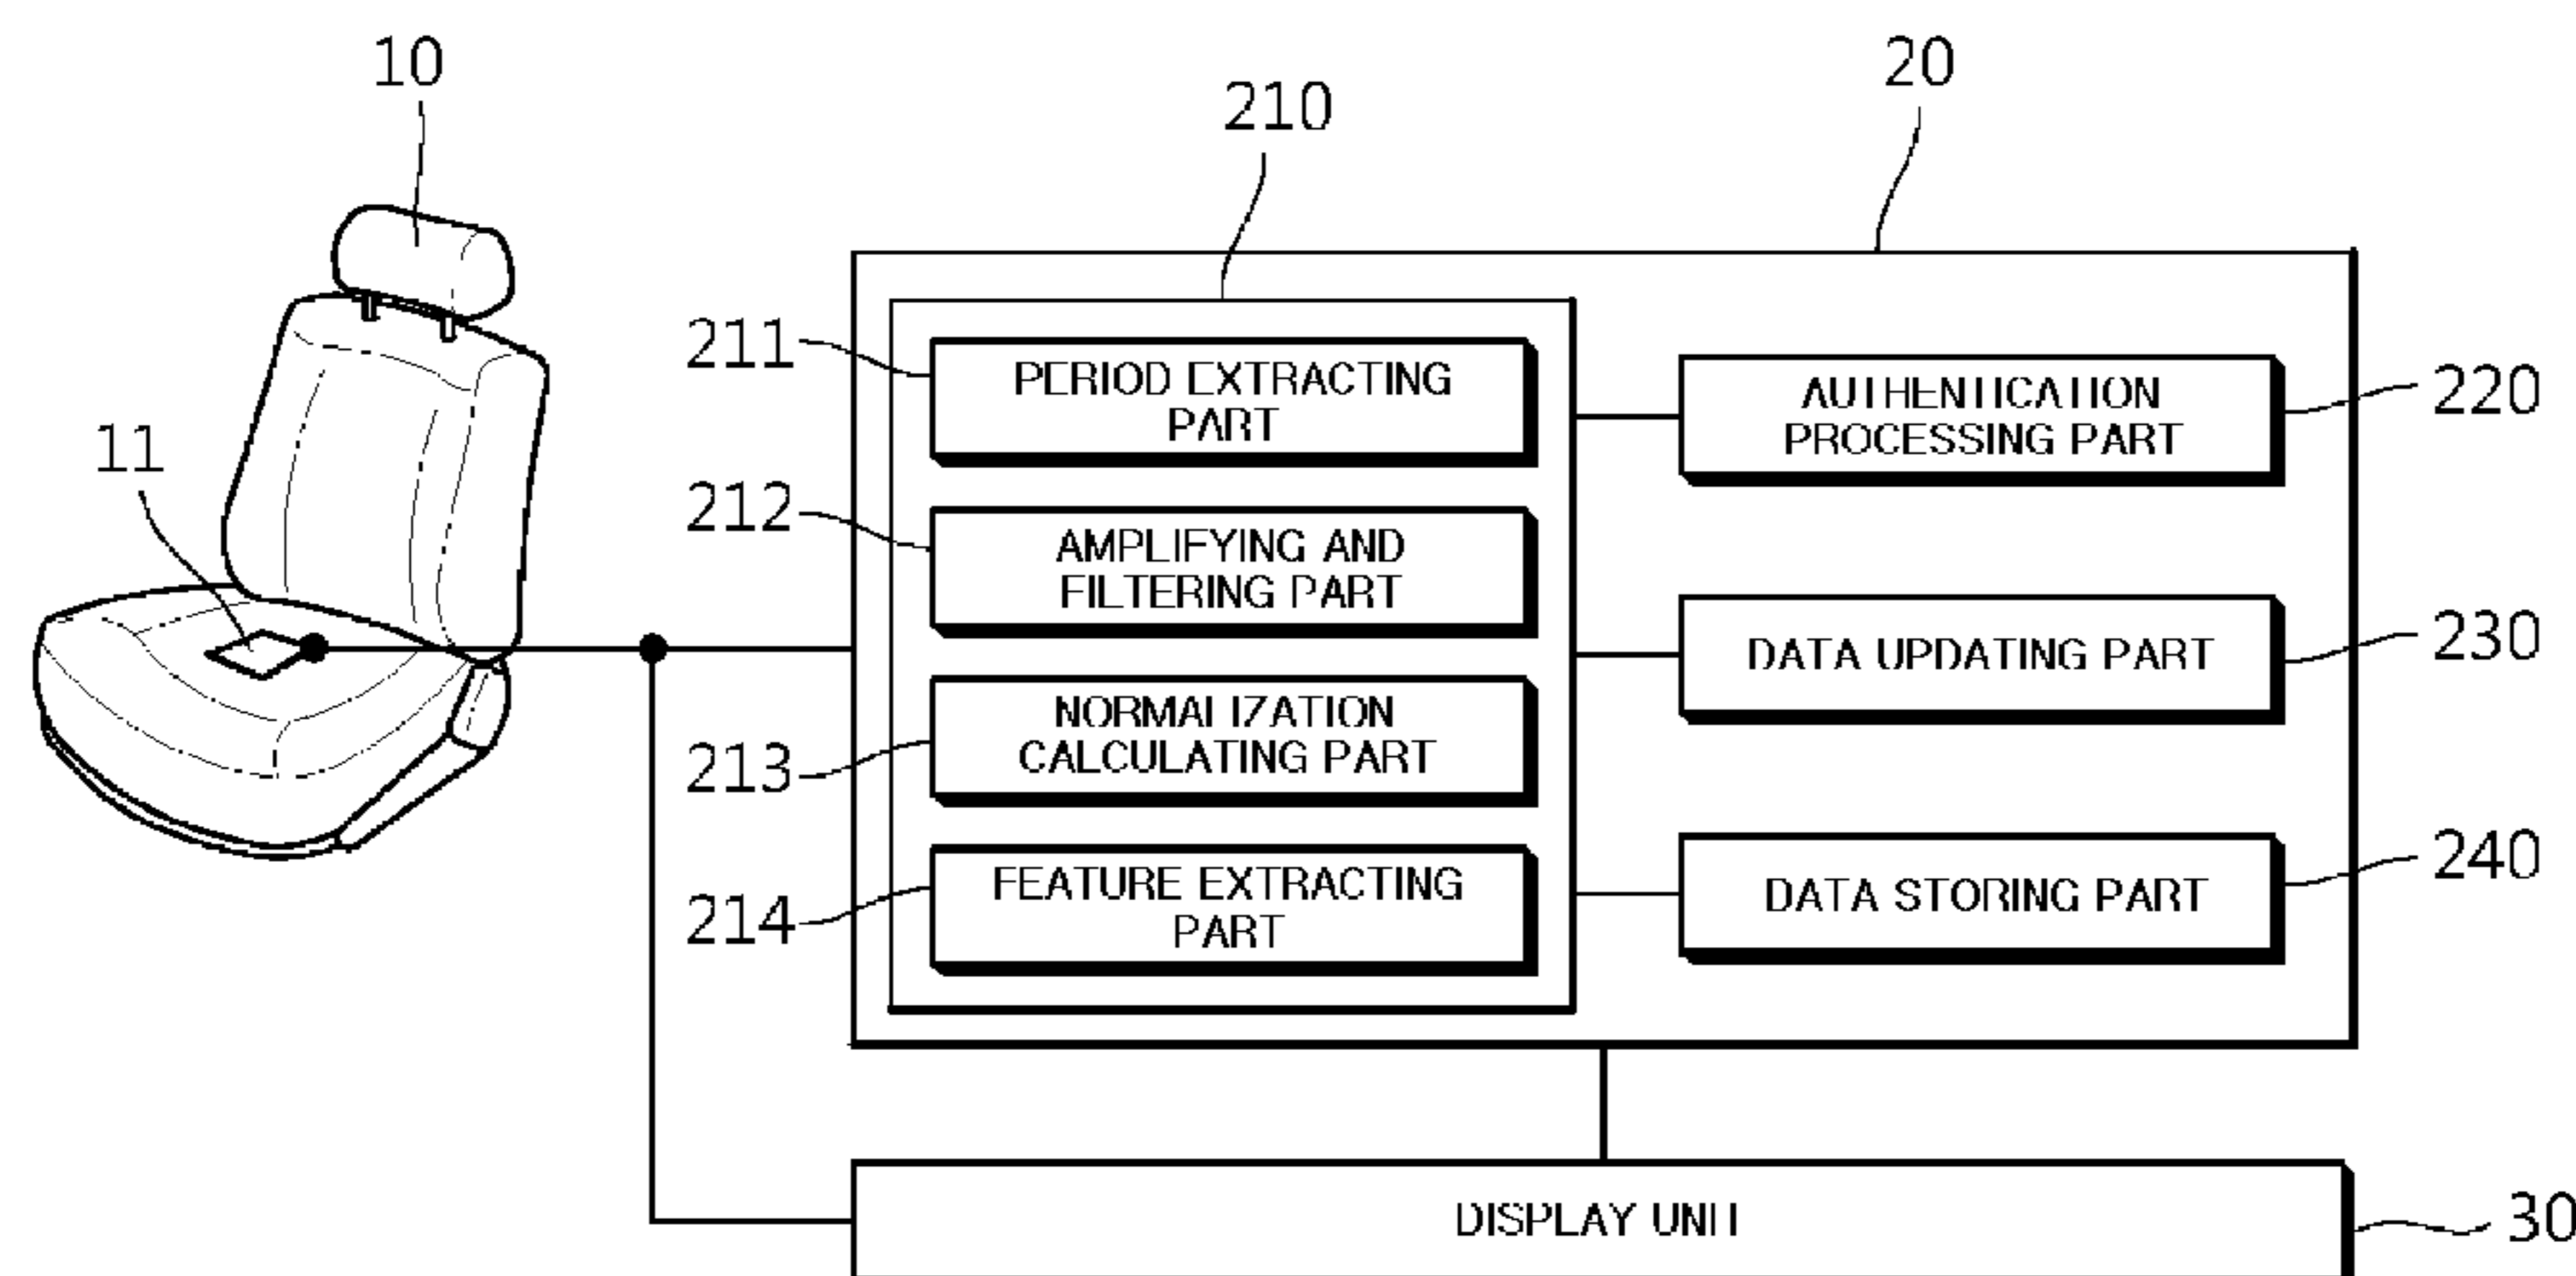 10
20
210
211
PERIOD EXTRACTING
PART
220
AUTHENTICATION
PROCESSING PART
11
212
AMPLIFYING AND
FILTERING PART
230
DATA UPDATING PART
213
NORMALIZATION
CALCULATING PART
240
DATA STORING PART
214
FEATURE EXTRACTING
PART
DISPLAY UNIT
30